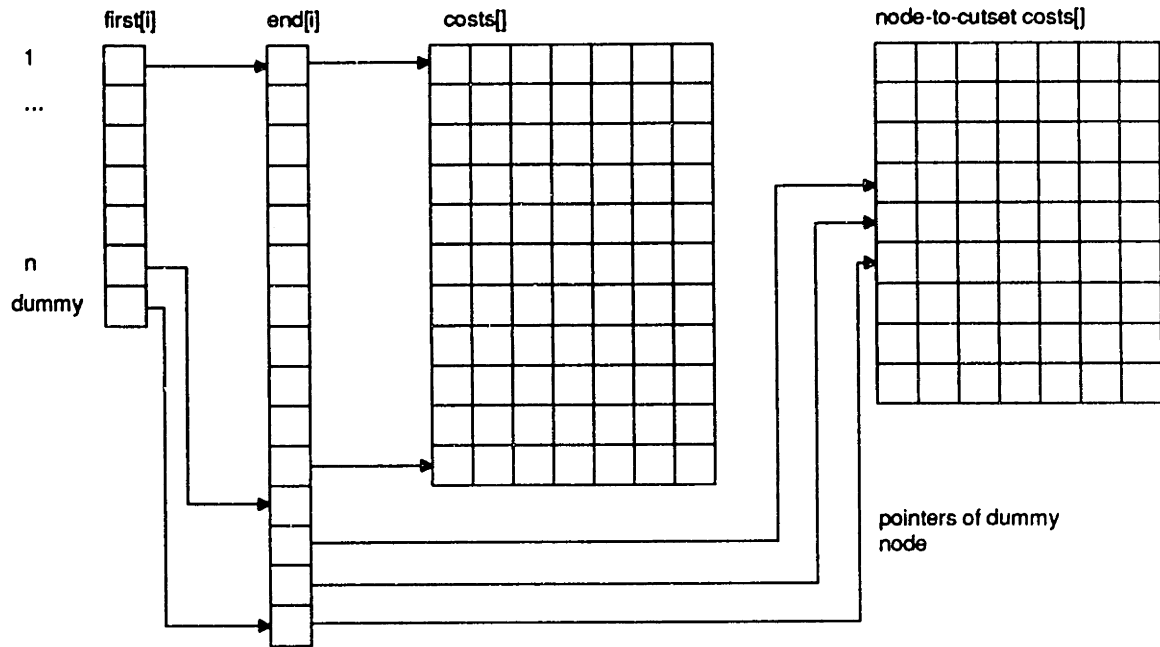 first[i]
end[i]
costs[]
node-to-cutset costs[]
1
...
n
dummy
pointers of dummy
node